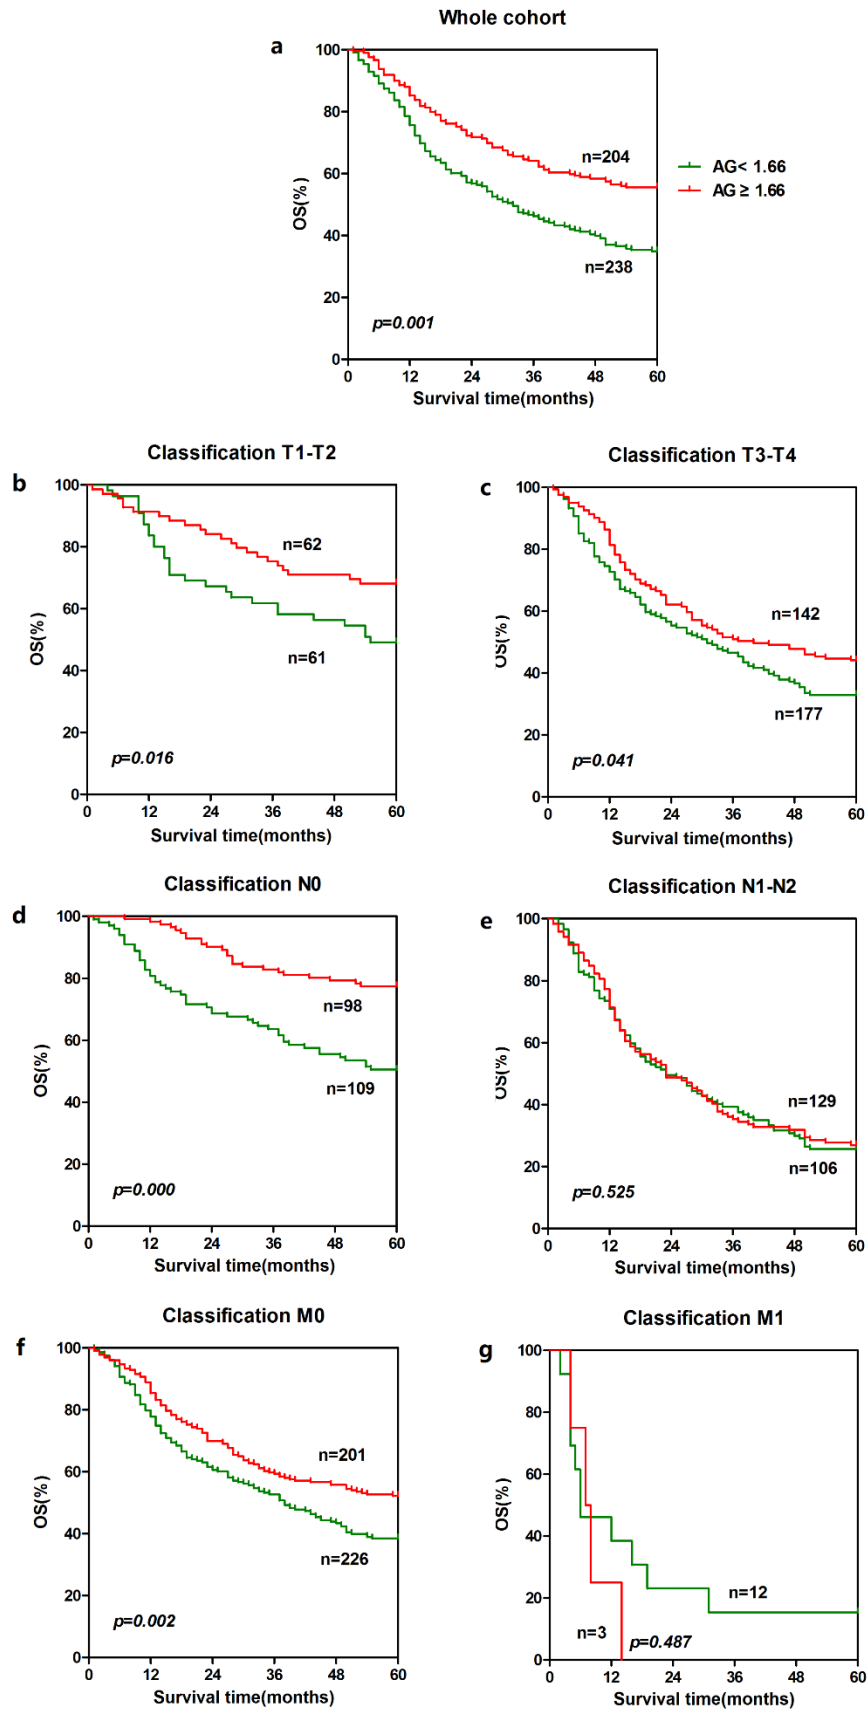 Whole cohort
a
100
80
60
40
20
0
OS(%)
n=204
n=238
p=0.001
AG< 1.66
AG ≥ 1.66
0 12 24 36 48 60
Survival time(months)
Classification T1-T2
b
100
80
60
40
20
0
OS(%)
n=62
n=61
p=0.016
0 12 24 36 48 60
Survival time(months)
Classification T3-T4
c
100
80
60
40
20
0
OS(%)
n=142
n=177
p=0.041
0 12 24 36 48 60
Survival time(months)
Classification N0
d
100
80
60
40
20
0
OS(%)
n=98
n=109
p=0.000
0 12 24 36 48 60
Survival time(months)
Classification N1-N2
e
100
80
60
40
20
0
OS(%)
n=129
n=106
p=0.525
0 12 24 36 48 60
Survival time(months)
Classification M0
f
100
80
60
40
20
0
OS(%)
n=201
n=226
p=0.002
0 12 24 36 48 60
Survival time(months)
Classification M1
g
100
80
60
40
20
0
OS(%)
n=12
n=3
p=0.487
0 12 24 36 48 60
Survival time(months)